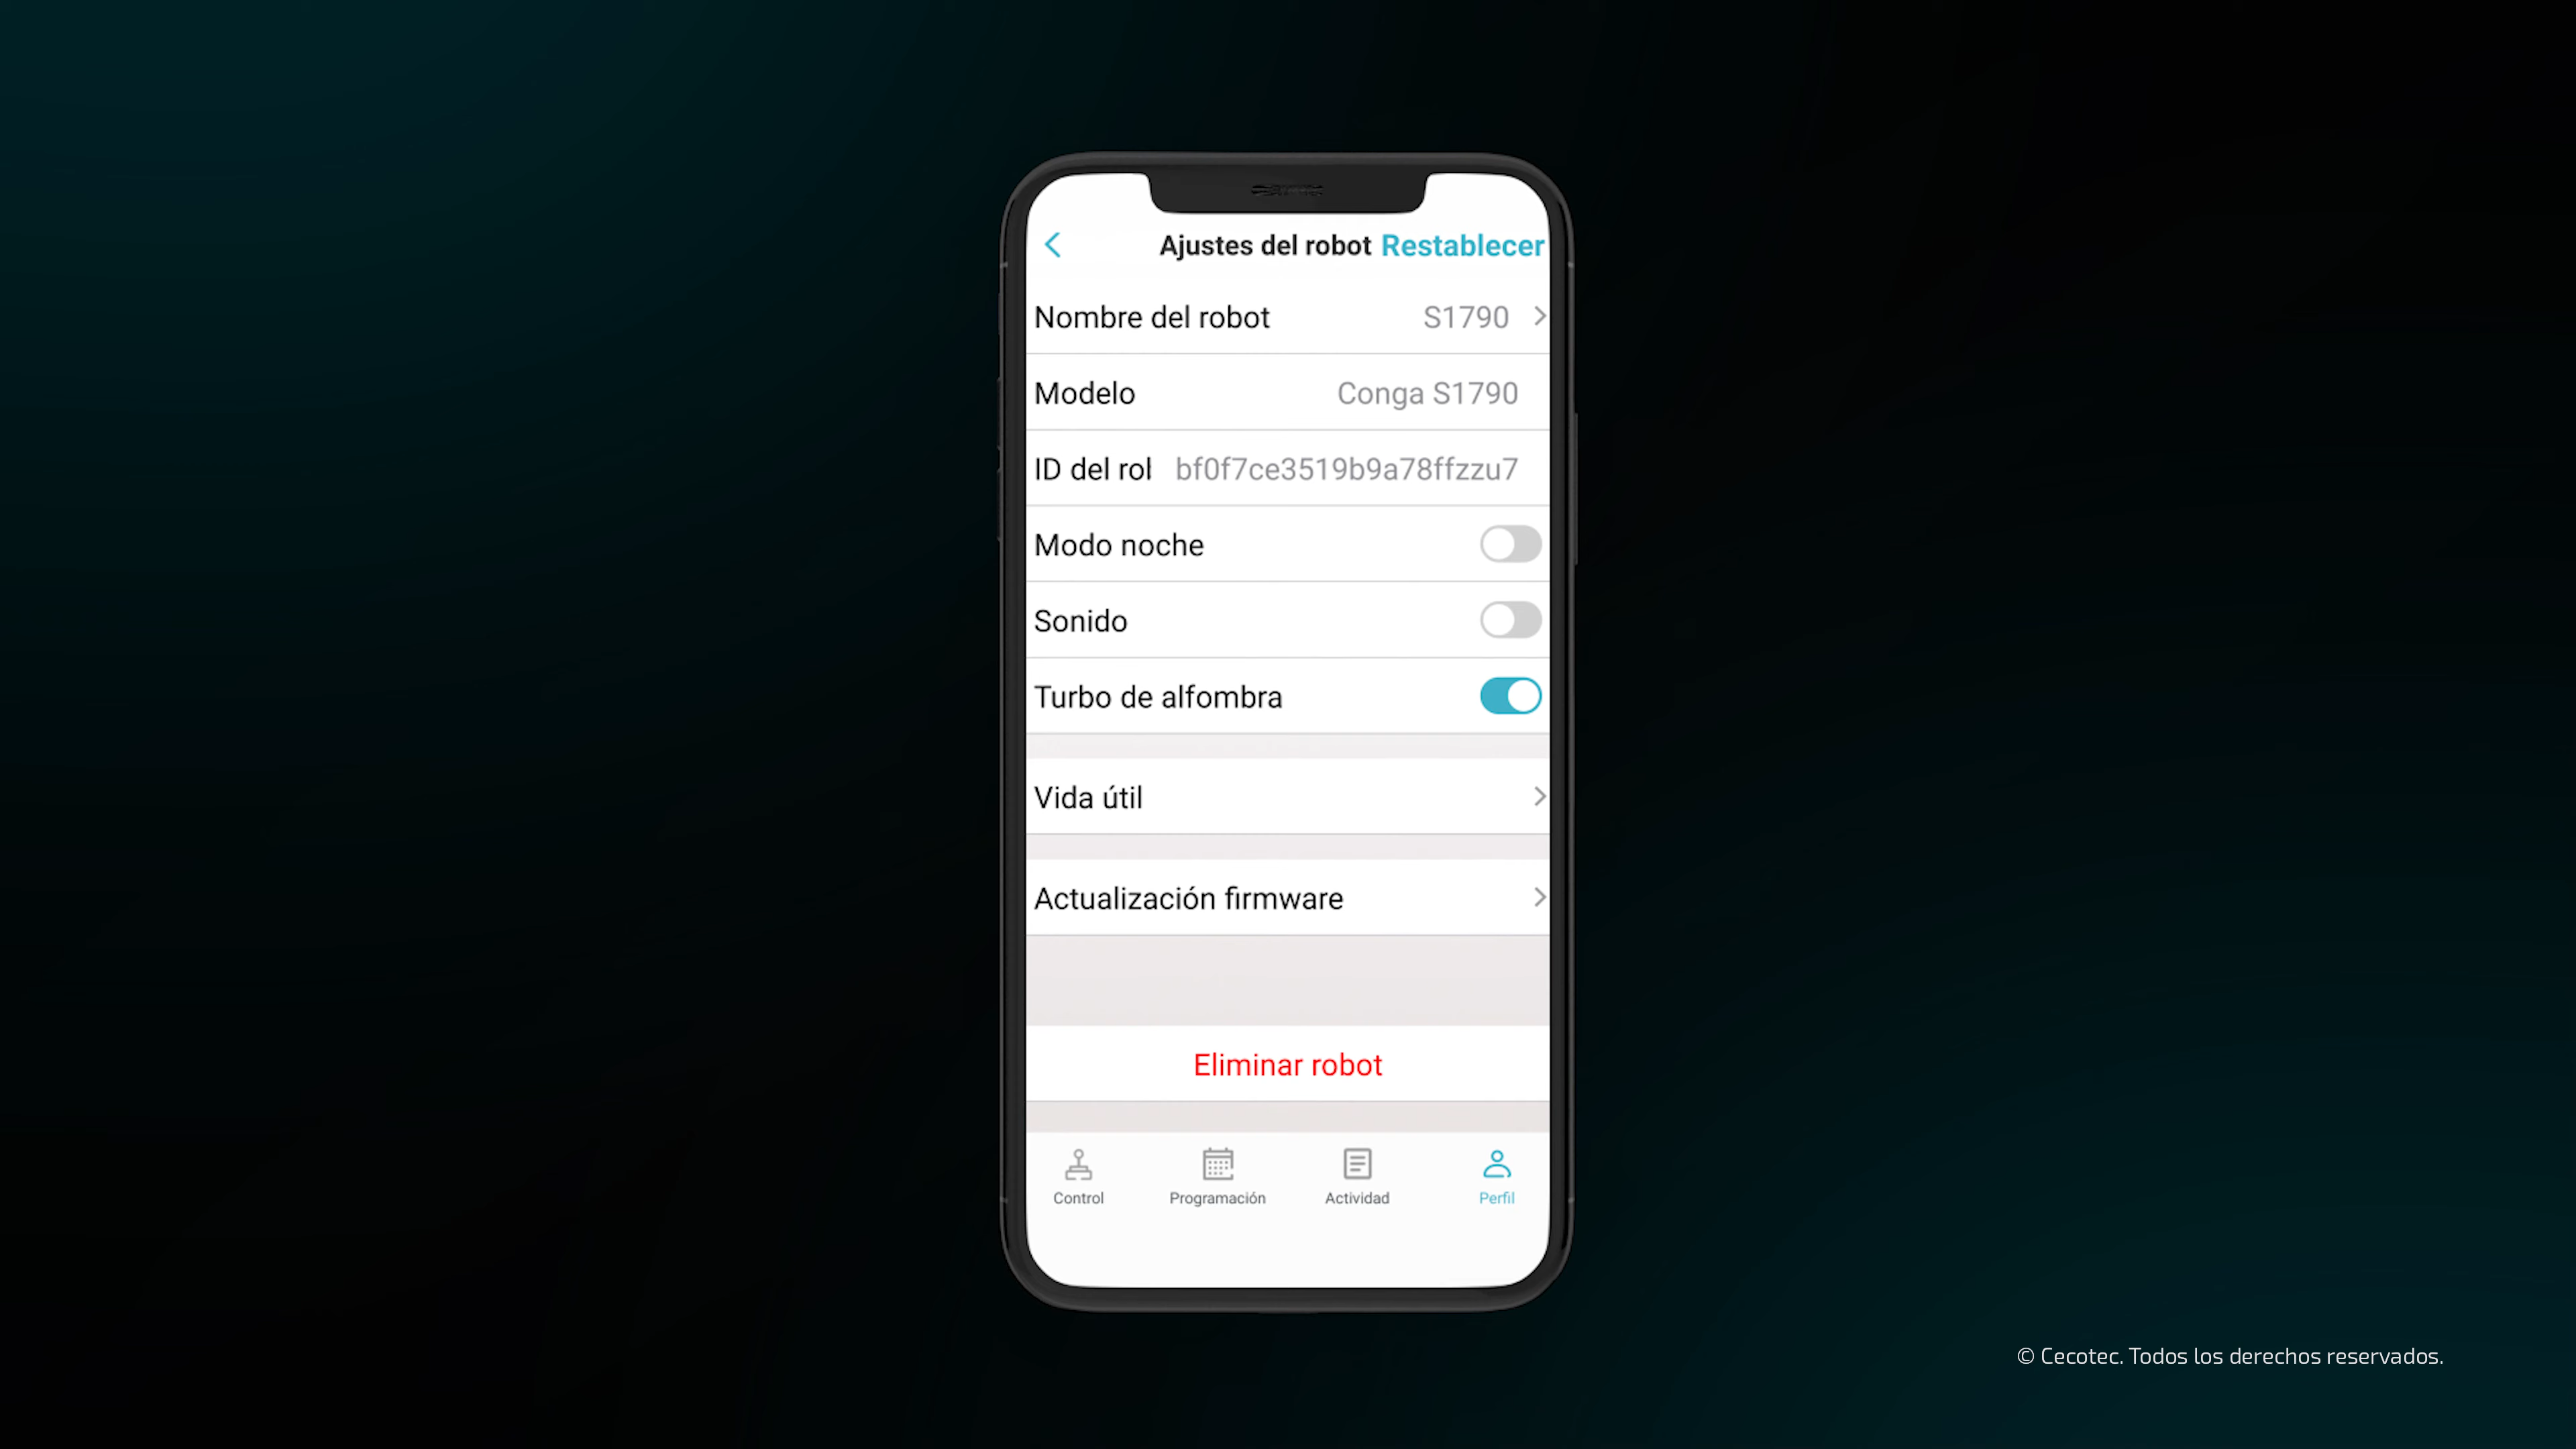 Ajustes del robot Restablecer
Nombre del robot S1790
Modelo Conga S1790
ID del rol bf0f7ce3519b9a78ffzzu7
Modo noche
Sonido
Turbo de alfombra
Vida útil
Actualización firmware
Eliminar robot
Control Programación Actividad Perfil
© Cecotec. Todos los derechos reservados.